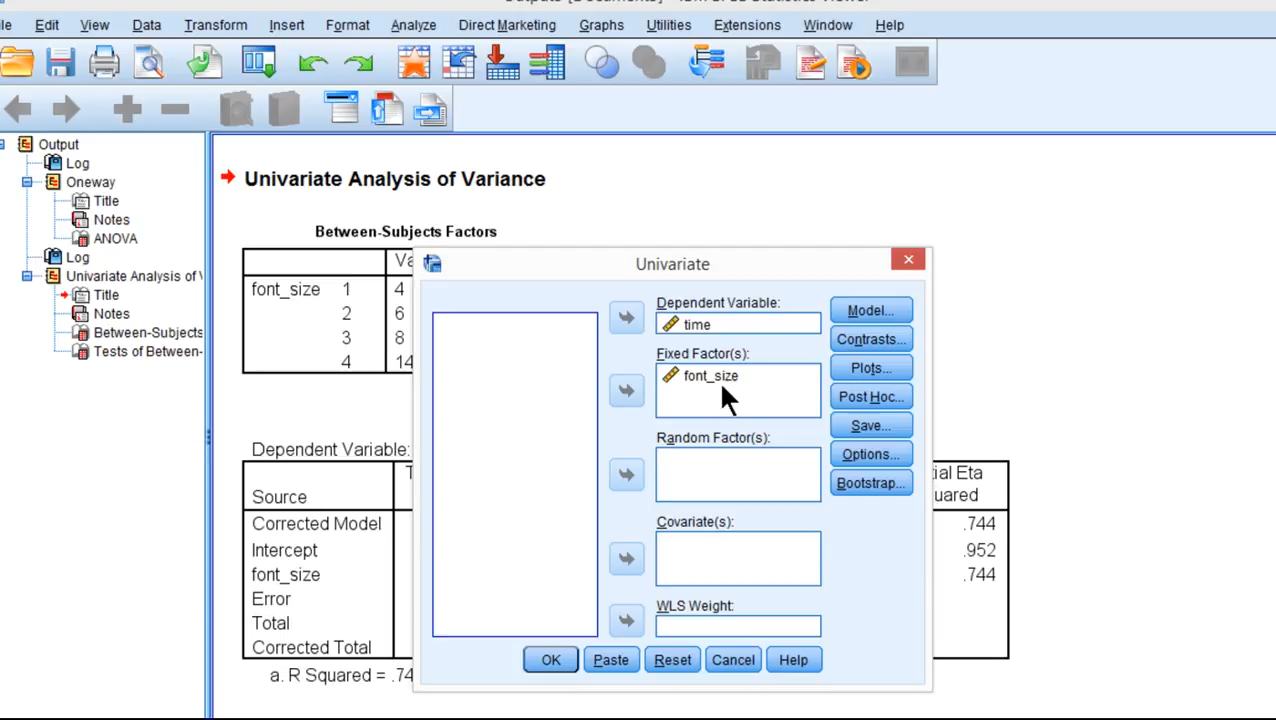 Edit View Data Transform Insert Format Analyze Direct Marketing Graphs Utilities Extensions Window Help
Output
Log
Oneway
Title
Notes
ANOVA
Log
Univariate Analysis of
Title
Notes
Between-Subjects
Tests of Between-
Univariate Analysis of Variance
Between-Subjects Factors
font_size 1 4
2 6
3 8
4 14
Dependent Variable:
Source
Corrected Model .744
Intercept .952
font_size .744
Error
Total
Corrected Total
a. R Squared = .74
Univariate
Dependent Variable:
time
Fixed Factor(s):
font_size
Random Factor(s):
Covariate(s):
WLS Weight:
Model...
Contrasts...
Plots...
Post Hoc...
Save...
Options...
Bootstrap...
OK Paste Reset Cancel Help